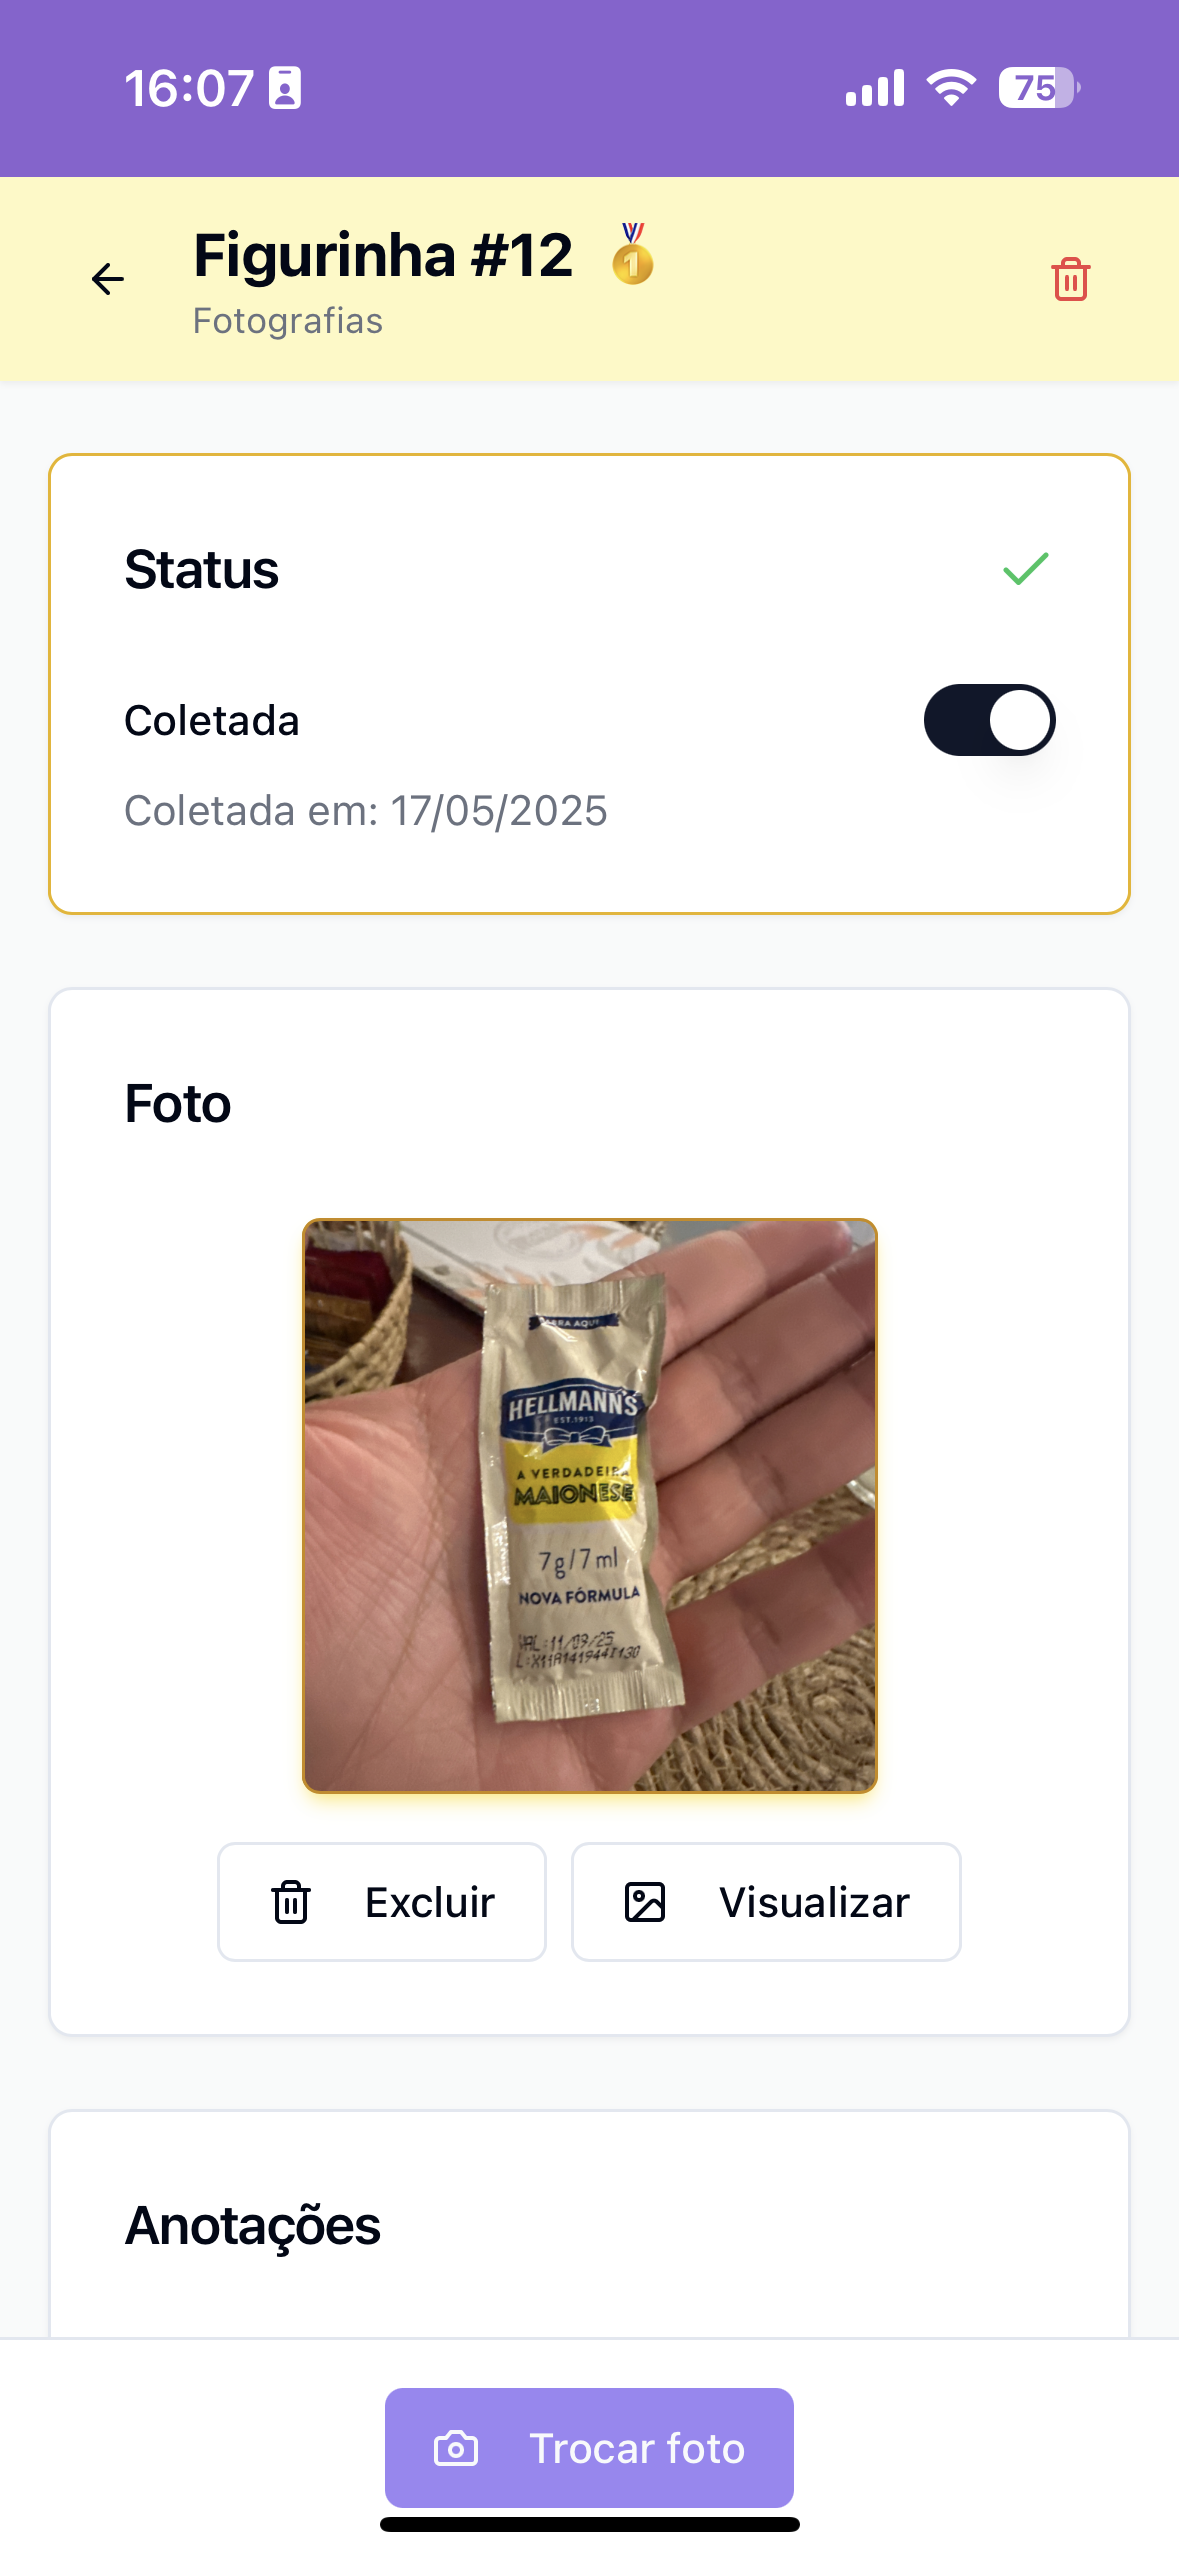 16:07
75
Figurinha #12
Fotografias
Status
Coletada
Coletada em: 17/05/2025
Foto
ABRA AQUI
HELLMANN'S
EST.1913
A VERDADEIRA
MAIONESE
7g/7ml
NOVA FÓRMULA
VAL:11/09/25
Excluir
Visualizar
Anotações
Trocar foto